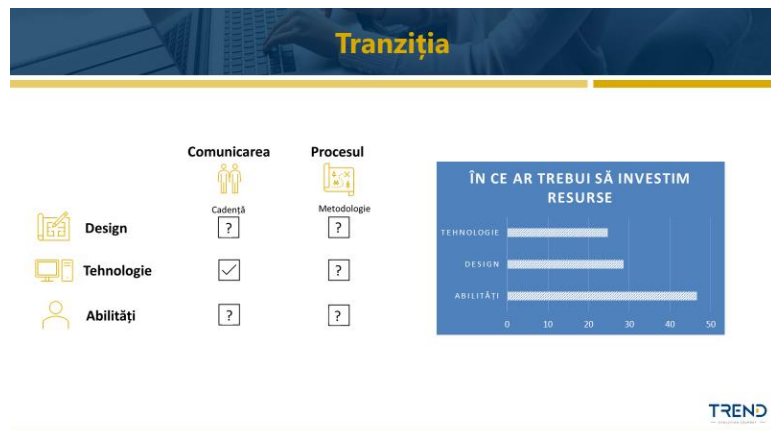 Tranziția
Comunicarea
Procesul
Cadență
Metodologie
Design
?
?
Tehnologie
?
Abilități
?
?
ÎN CE AR TREBUI SĂ INVESTIM
RESURSE
TEHNOLOGIE
DESIGN
ABILITĂȚI
0 10 20 30 40 50
TREND